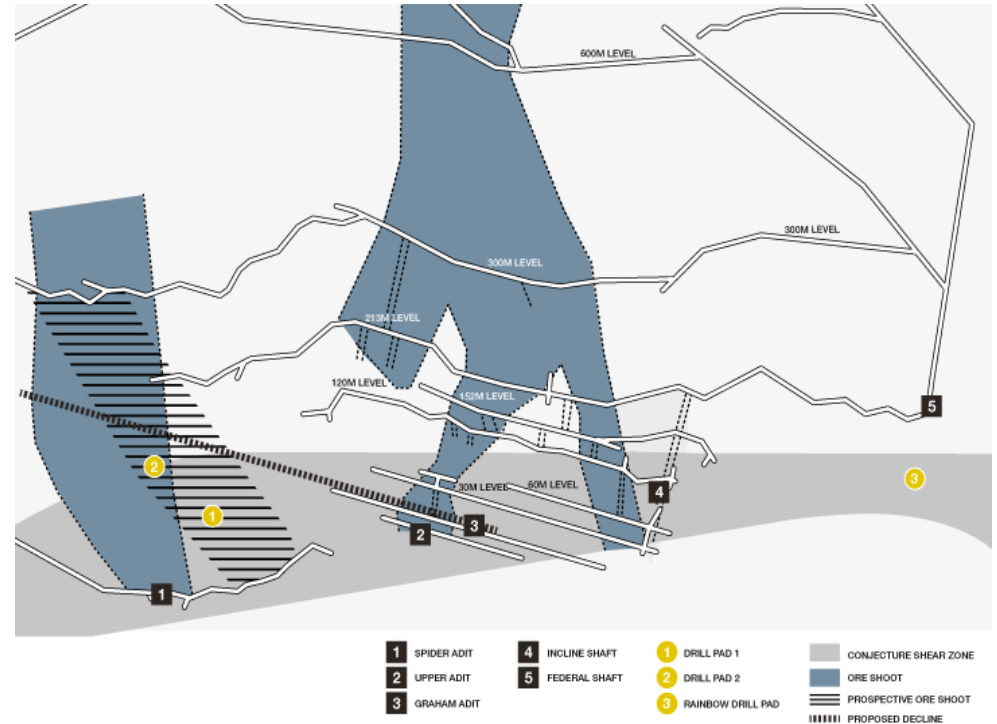 600M LEVEL
300M LEVEL
300M LEVEL
213M LEVEL
120M LEVEL
152M LEVEL
5
2
3
30M LEVEL
60M LEVEL
4
1
3
2
1
1 SPIDER ADIT
2 UPPER ADIT
3 GRAHAM ADIT
4 INCLINE SHAFT
5 FEDERAL SHAFT
1 DRILL PAD 1
2 DRILL PAD 2
3 RAINBOW DRILL PAD
CONJECTURE SHEAR ZONE
ORE SHOOT
PROSPECTIVE ORE SHOOT
PROPOSED DECLINE